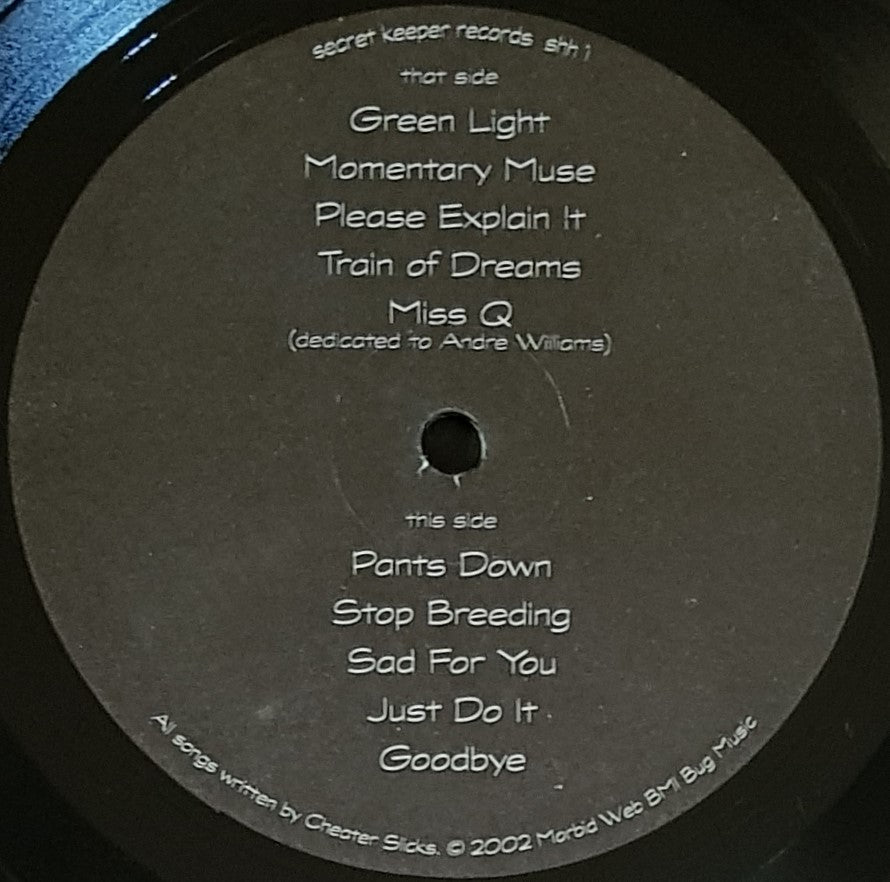 secret keeper records shh 1
that side
Green Light
Momentary Muse
Please Explain It
Train of Dreams
Miss Q
(dedicated to Andre Williams)
this side
Pants Down
Stop Breeding
Sad For You
Just Do It
Goodbye
All songs written by Cheater Slicks. © 2002 Morbid Web BMI Bug Music